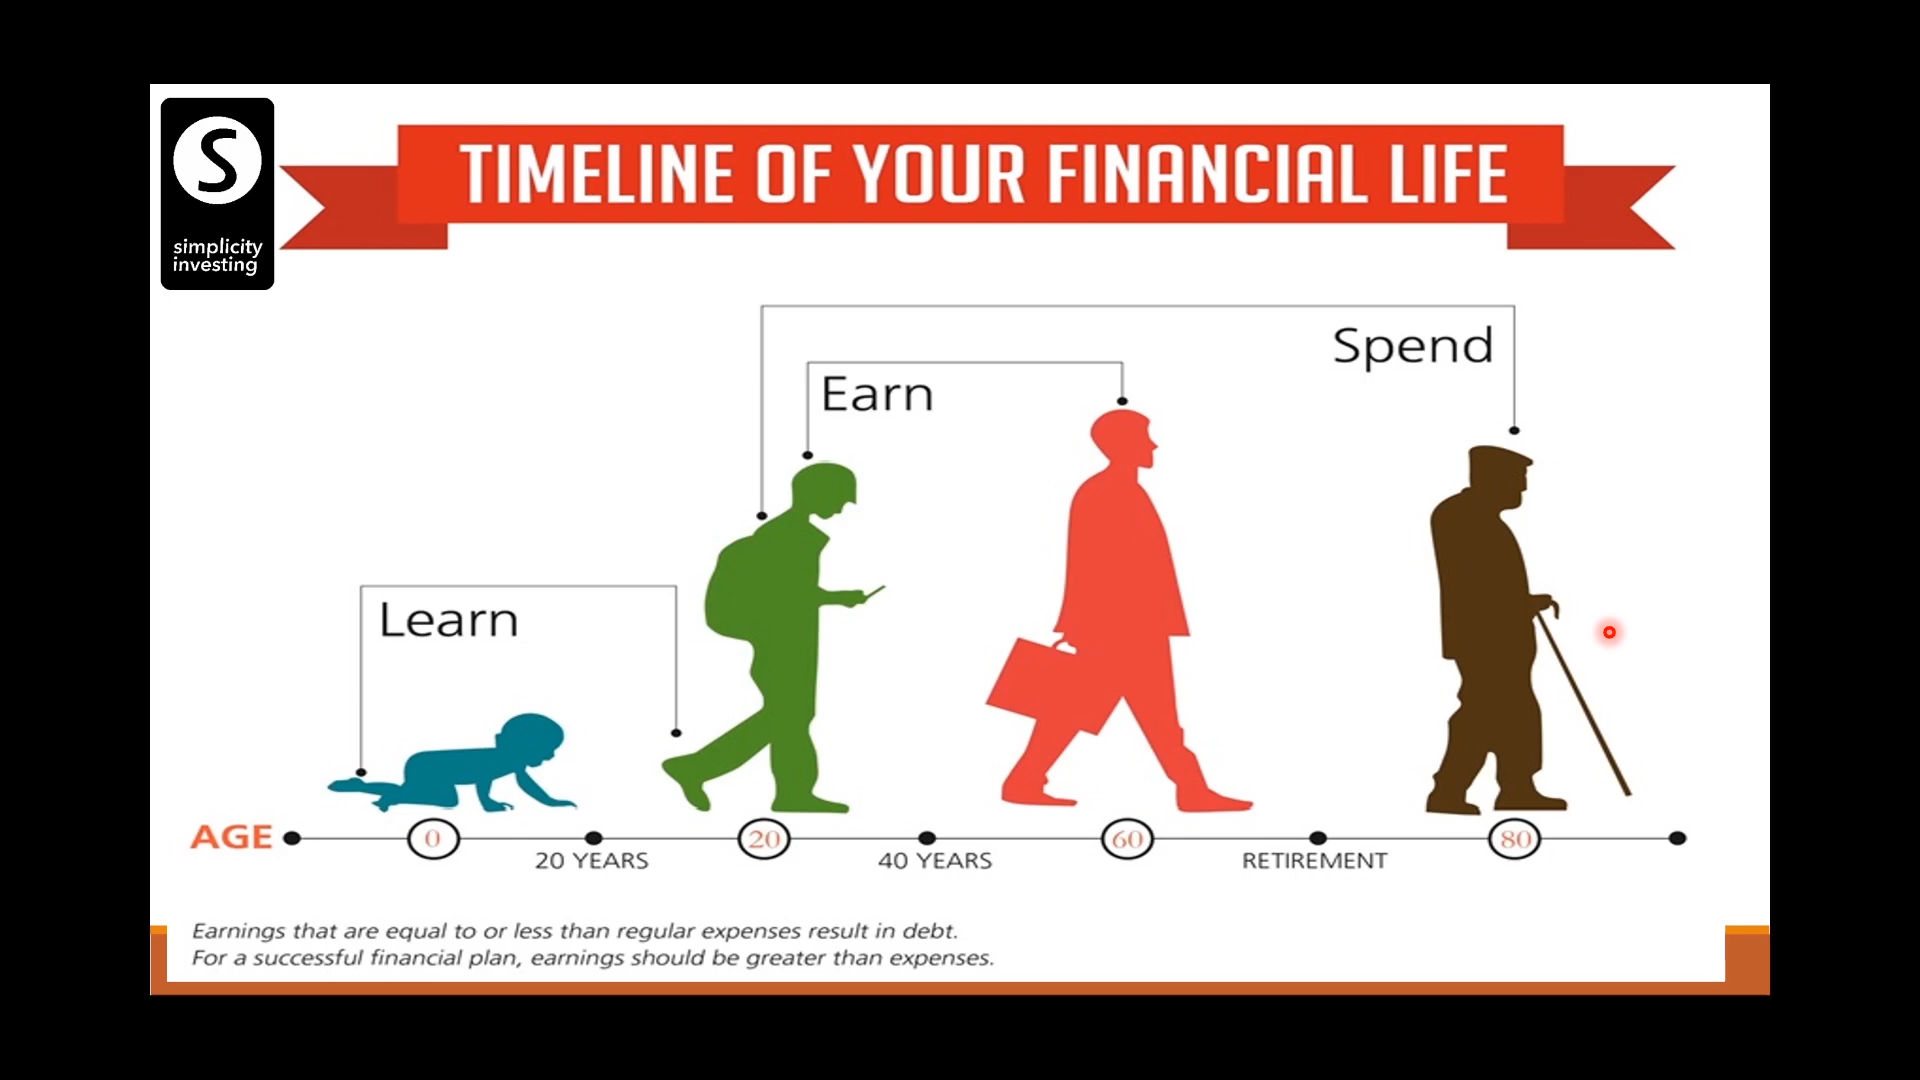 S
simplicity
investing
TIMELINE OF YOUR FINANCIAL LIFE
Spend
Earn
Learn
AGE 0 20 60 80
20 YEARS 40 YEARS RETIREMENT
Earnings that are equal to or less than regular expenses result in debt.
For a successful financial plan, earnings should be greater than expenses.